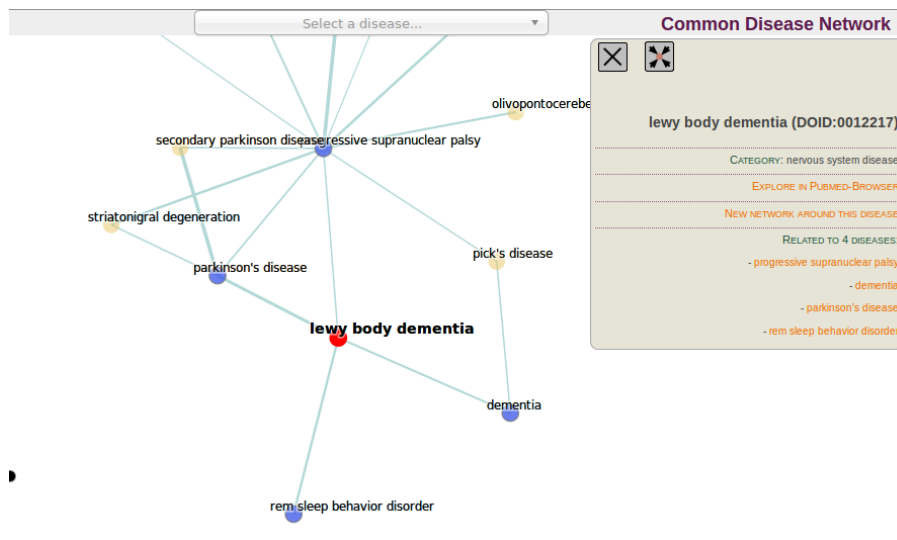 Select a disease...
Common Disease Network
olivopontocerebe
lewy body dementia (DOID:0012217)
secondary parkinson disease
progressive supranuclear palsy
CATEGORY: nervous system disease
EXPLORE IN PUBMED-BROWSER
NEW NETWORK AROUND THIS DISEASE
striatonigral degeneration
RELATED TO 4 DISEASES:
pick's disease
- progressive supranuclear palsy
parkinson's disease
- dementia
- parkinson's disease
lewy body dementia
- rem sleep behavior disorder
dementia
rem sleep behavior disorder